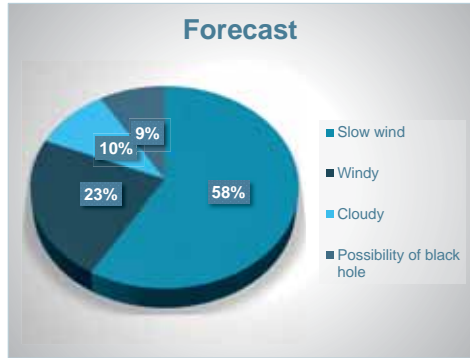 Forecast
9%
10%
23%
58%
Slow wind
Windy
Cloudy
Possibility of black
hole